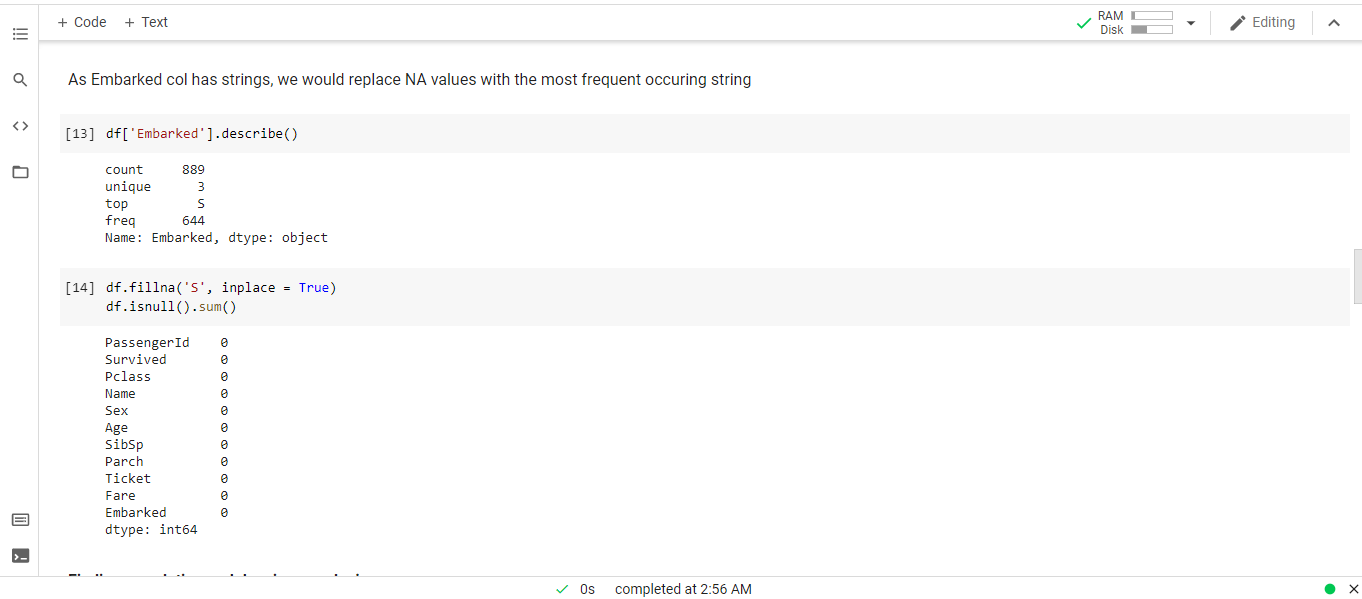 + Code + Text
RAM
Disk
Editing
As Embarked col has strings, we would replace NA values with the most frequent occuring string
[13] df['Embarked'].describe()
count 889
unique 3
top S
freq 644
Name: Embarked, dtype: object
[14] df.fillna('S', inplace = True)
df.isnull().sum()
PassengerId 0
Survived 0
Pclass 0
Name 0
Sex 0
Age 0
SibSp 0
Parch 0
Ticket 0
Fare 0
Embarked 0
dtype: int64
0s completed at 2:56 AM